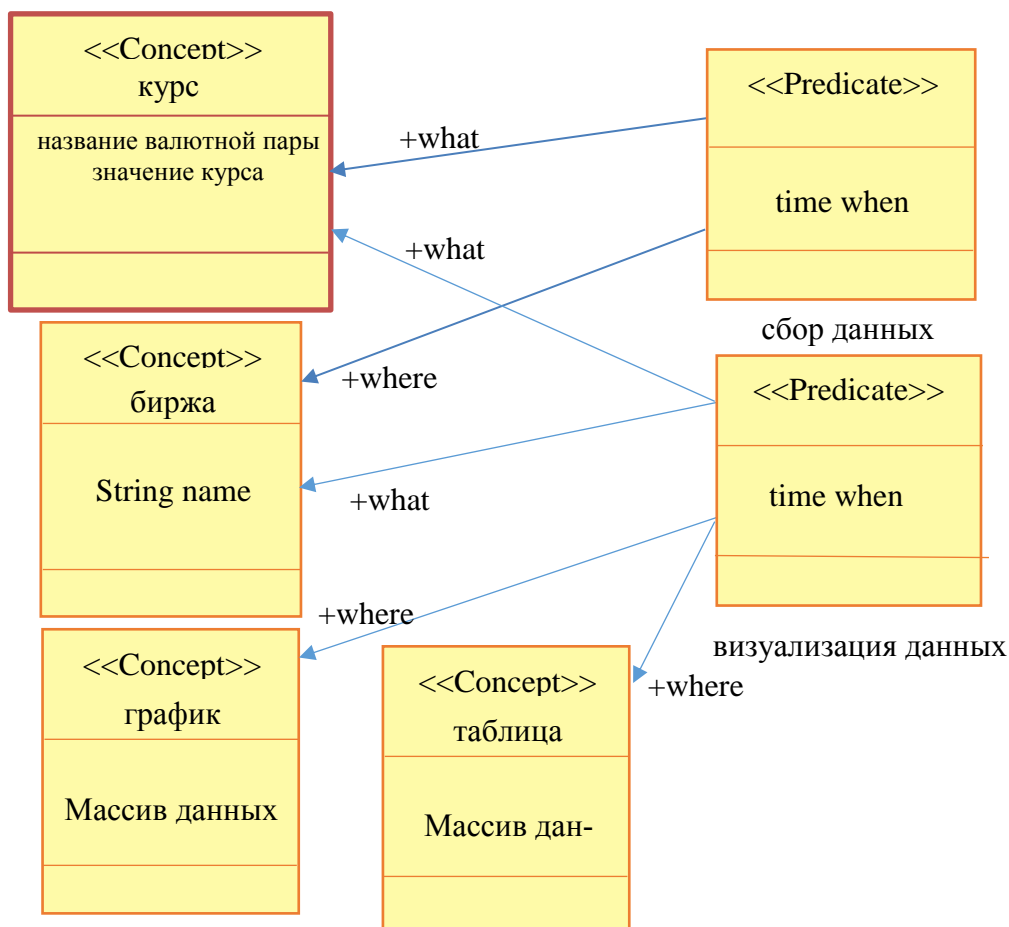 <<Concept>>
курс
название валютной пары
значение курса
+what
+what
<<Predicate>>
time when
сбор данных
<<Concept>>
биржа
String name
+where
+what
<<Predicate>>
time when
визуализация данных
+where
+where
<<Concept>>
график
Массив данных
<<Concept>>
таблица
Массив дан-